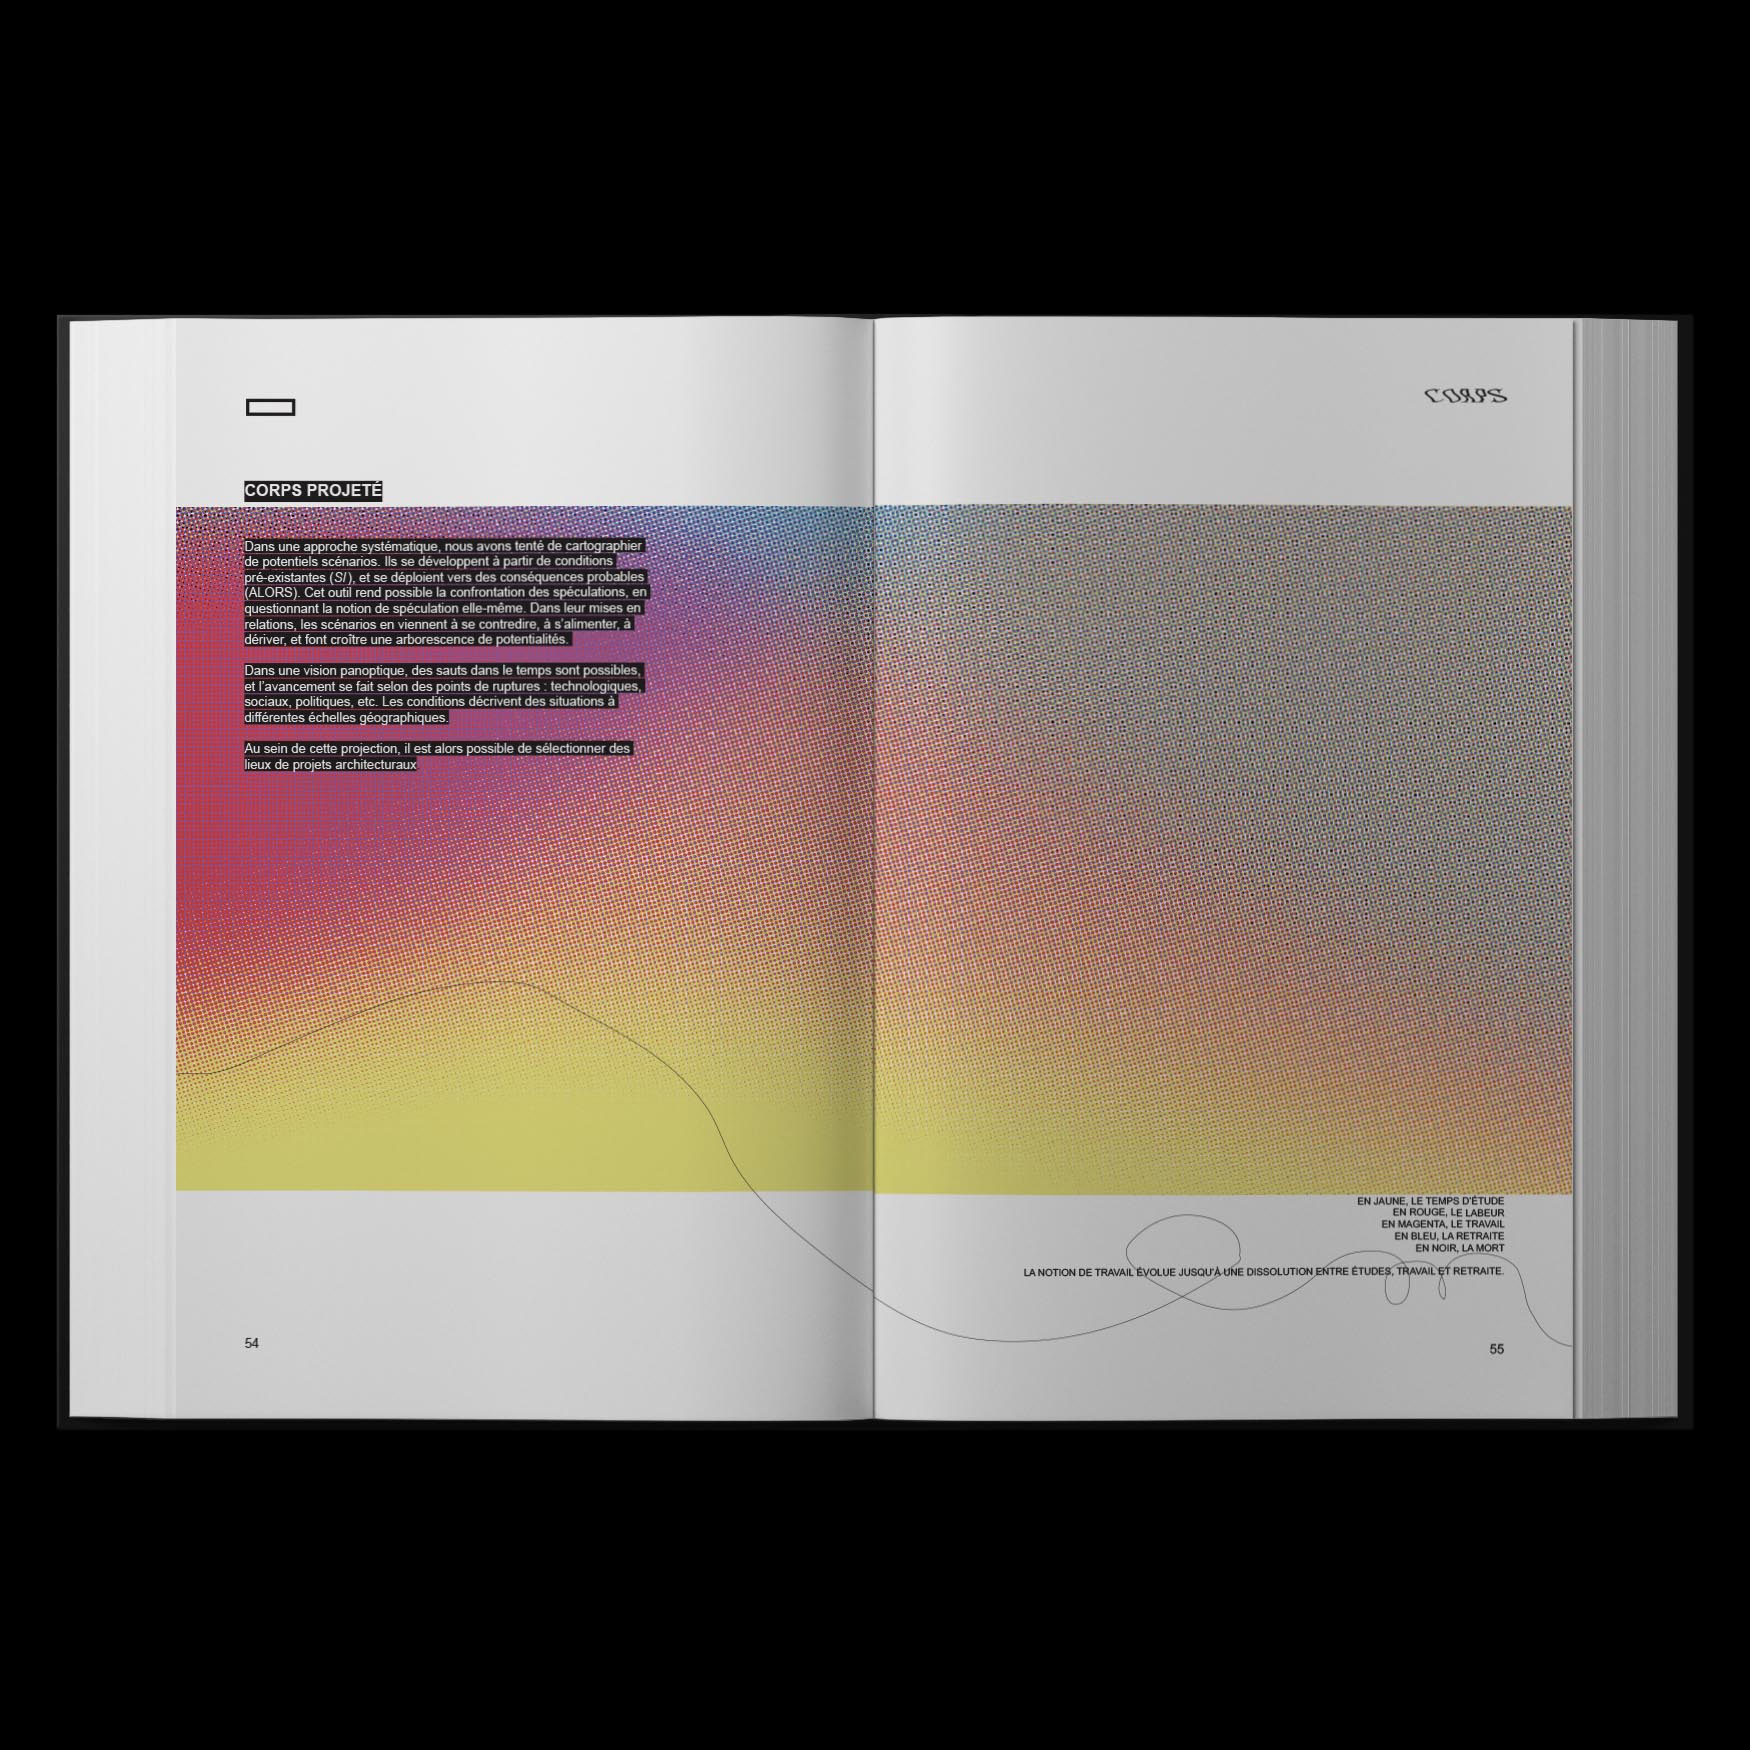 CORPS
CORPS PROJETÉ
Dans une approche systématique, nous avons tenté de cartographier
de potentiels scénarios. Ils se développent à partir de conditions
pré-existantes (SI), et se déploient vers des conséquences probables
(ALORS). Cet outil rend possible la confrontation des spéculations, en
questionnant la notion de spéculation elle-même. Dans leur mises en
relations, les scénarios en viennent à se contredire, à s’alimenter, à
dériver, et font croître une arborescence de potentialités.
Dans une vision panoptique, des sauts dans le temps sont possibles,
et l’avancement se fait selon des points de ruptures : technologiques,
sociaux, politiques, etc. Les conditions décrivent des situations à
différentes échelles géographiques.
Au sein de cette projection, il est alors possible de sélectionner des
lieux de projets architecturaux
54
EN JAUNE, LE TEMPS D’ÉTUDE
EN ROUGE, LE LABEUR
EN MAGENTA, LE TRAVAIL
EN BLEU, LA RETRAITE
EN NOIR, LA MORT
LA NOTION DE TRAVAIL ÉVOLUE JUSQU’À UNE DISSOLUTION ENTRE ÉTUDES, TRAVAIL ET RETRAITE.
55